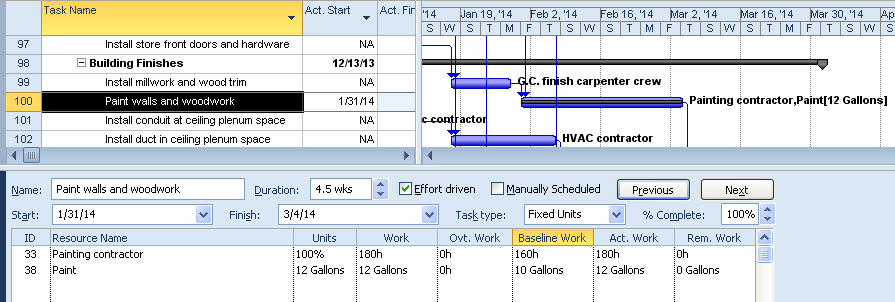 Task Name Act. Start Act. Fin '14 Jan 19, '14 Feb 2, '14 Feb 16, '14 Mar 2, '14 Mar 16, '14 Mar 30, '14 Ap
S W S T M F T S W S T M F T S W S T M F
97 Install store front doors and hardware NA
98 Building Finishes 12/13/13
99 Install millwork and wood trim NA G.C. finish carpenter crew
100 Paint walls and woodwork 1/31/14 Painting contractor,Paint[12 Gallons]
101 Install conduit at ceiling plenum space NA c contractor
102 Install duct in ceiling plenum space NA HVAC contractor
Name: Paint walls and woodwork Duration: 4.5 wks Effort driven Manually Scheduled Previous Next
Start: 1/31/14 Finish: 3/4/14 Task type: Fixed Units % Complete: 100%
ID Resource Name Units Work Ovt. Work Baseline Work Act. Work Rem. Work
33 Painting contractor 100% 180h 0h 160h 180h 0h
38 Paint 12 Gallons 12 Gallons 0h 10 Gallons 12 Gallons 0 Gallons